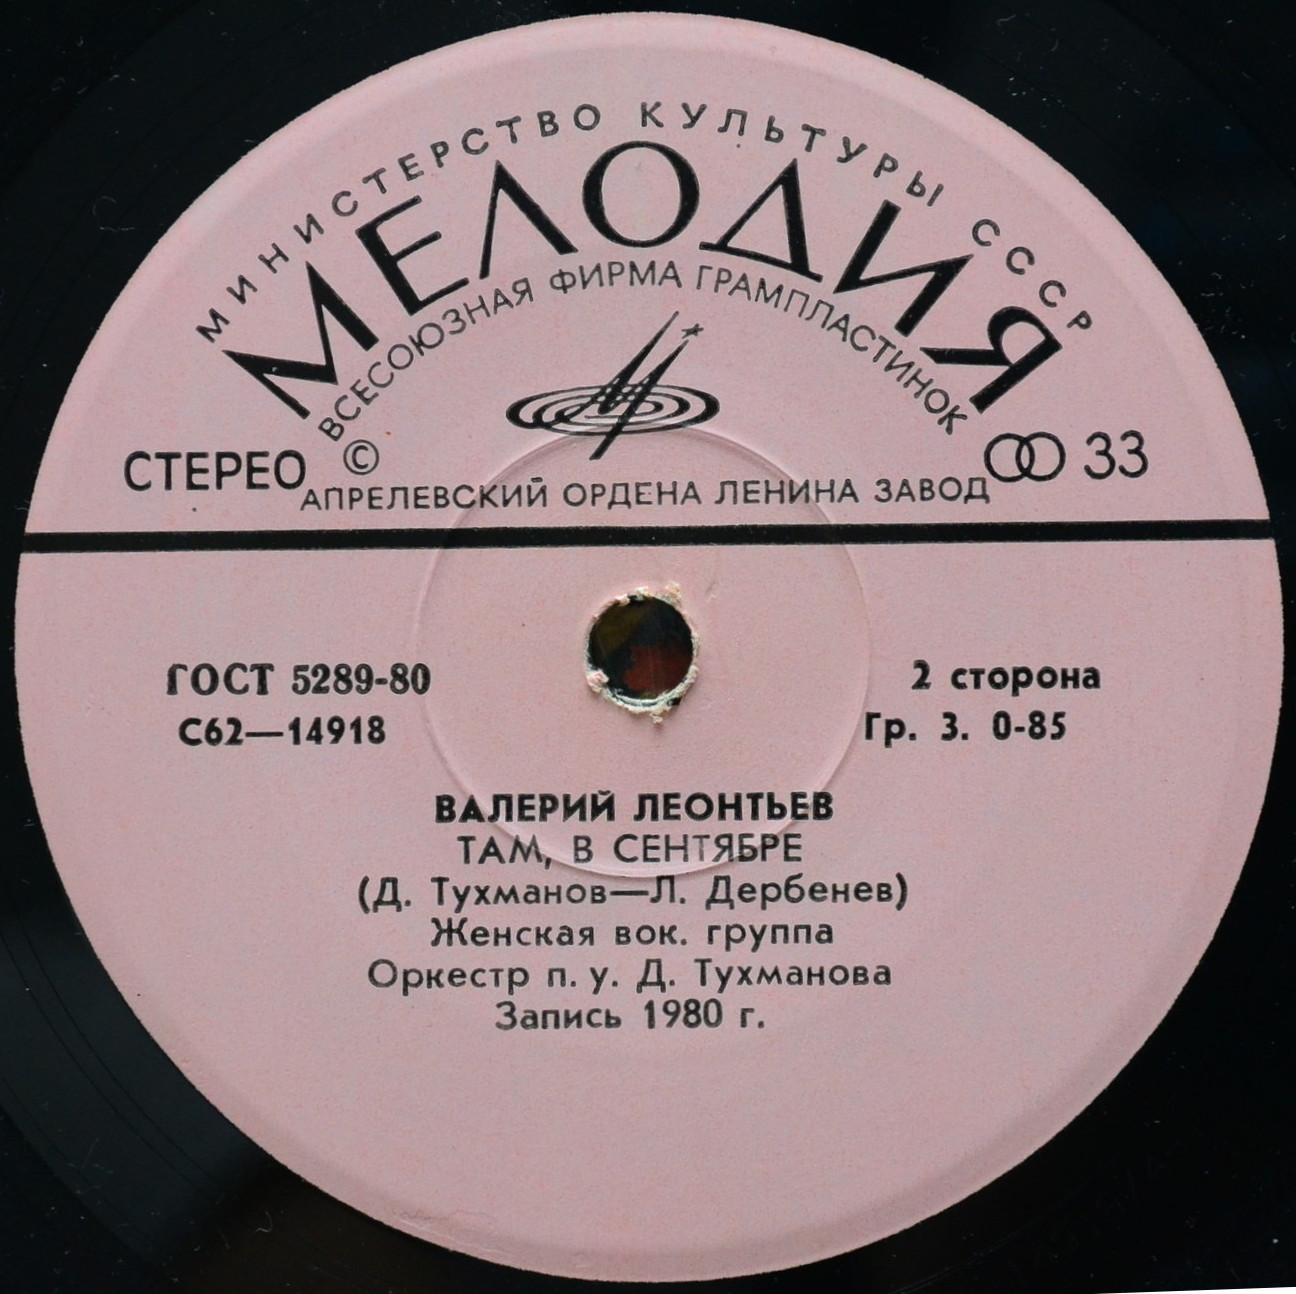 МИНИСТЕРСТВО КУЛЬТУРЫ СССР
МЕЛОДИЯ
ВСЕСОЮЗНАЯ ФИРМА ГРАМПЛАСТИНОК
СТЕРЕО © 33
АПРЕЛЕВСКИЙ ОРДЕНА ЛЕНИНА ЗАВОД
ГОСТ 5289-80
С62—14918
2 сторона
Гр. 3. 0-85
ВАЛЕРИЙ ЛЕОНТЬЕВ
ТАМ, В СЕНТЯБРЕ
(Д. Тухманов—Л. Дербенев)
Женская вок. группа
Оркестр п. у. Д. Тухманова
Запись 1980 г.